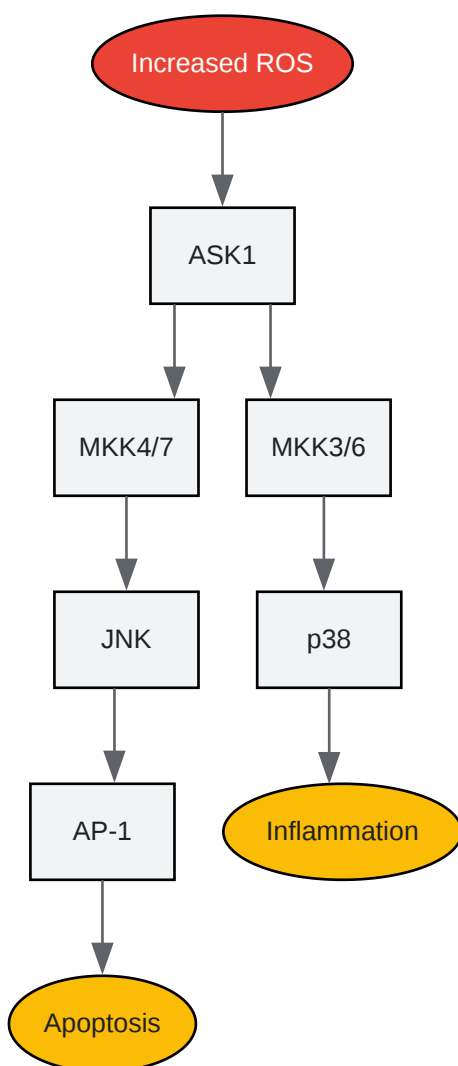 Increased ROS
ASK1
MKK4/7
MKK3/6
JNK
p38
AP-1
Inflammation
Apoptosis